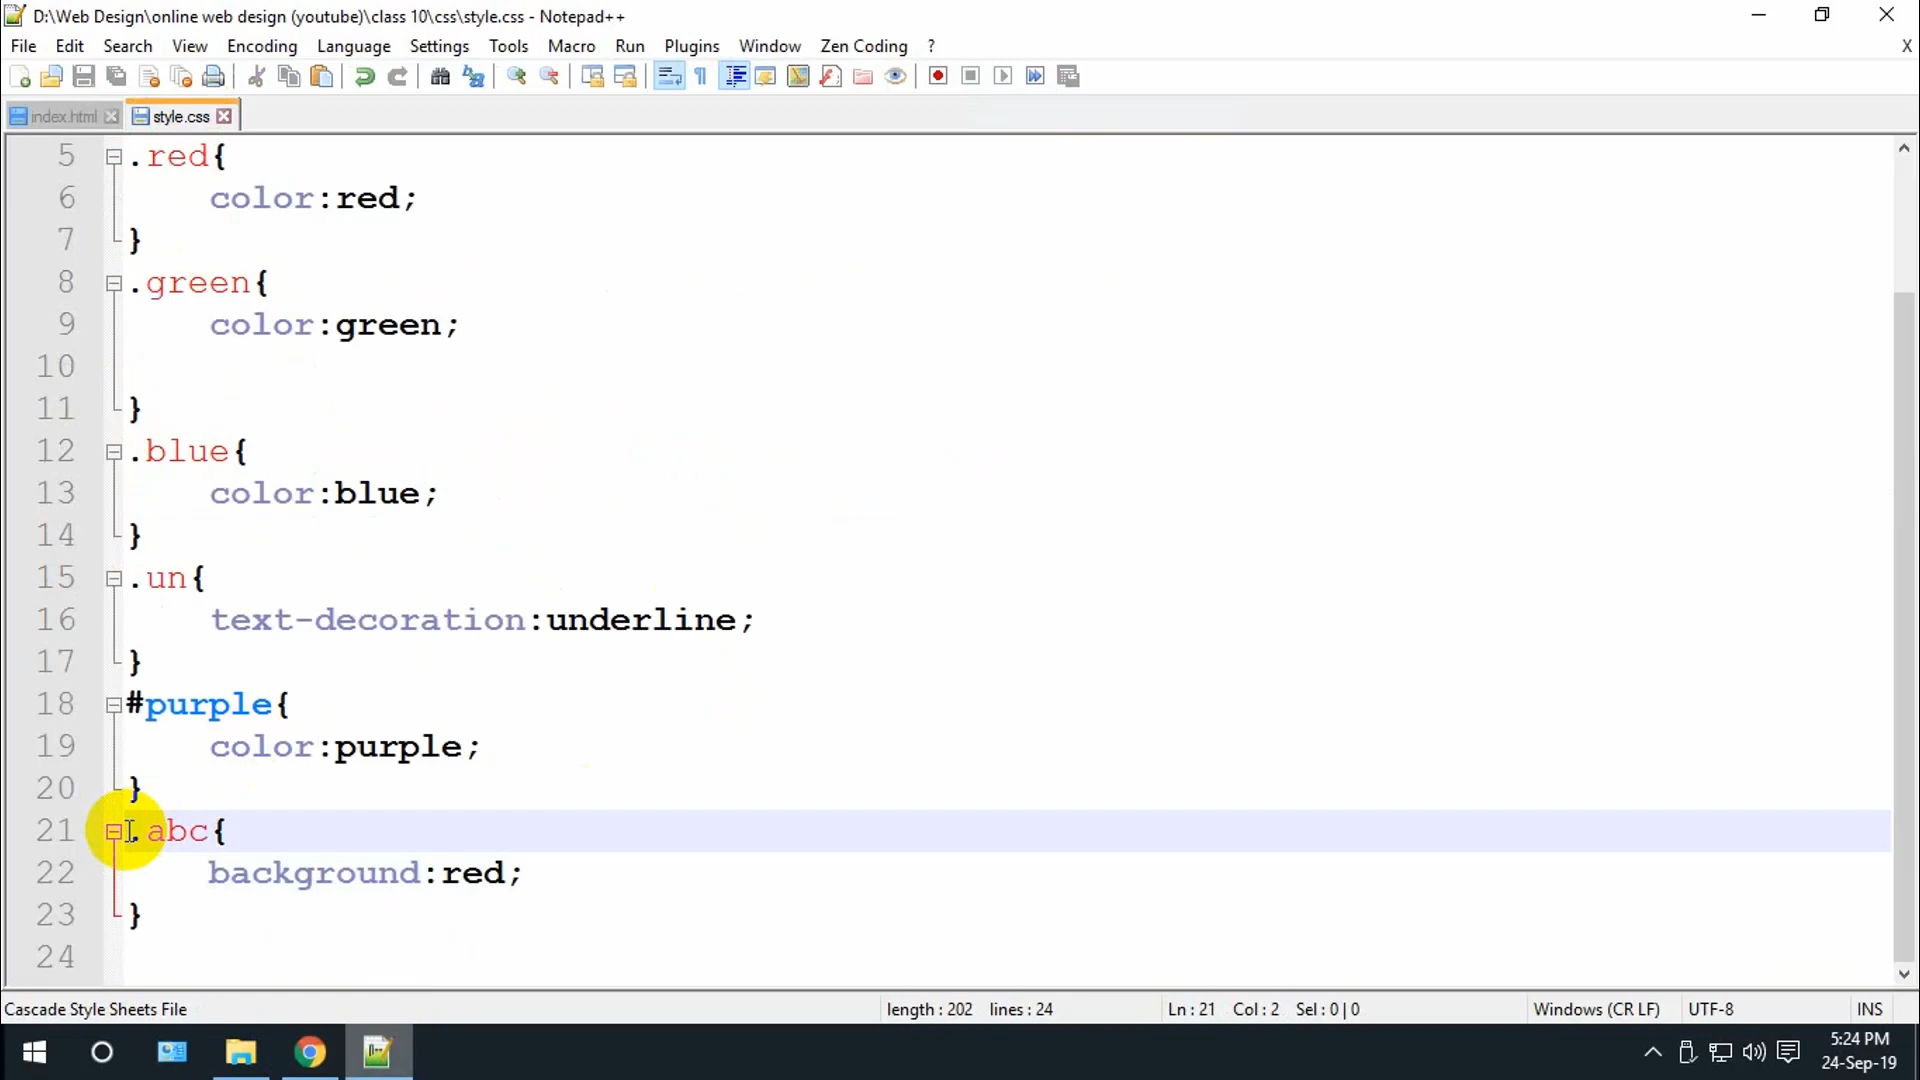 D:\Web Design\online web design (youtube)\class 10\css\style.css - Notepad++
File Edit Search View Encoding Language Settings Tools Macro Run Plugins Window Zen Coding ? X
index.html style.css
5 .red{
6 color:red;
7 }
8 .green{
9 color:green;
10
11 }
12 .blue{
13 color:blue;
14 }
15 .un{
16 text-decoration:underline;
17 }
18 #purple{
19 color:purple;
20 }
21 .abc{
22 background:red;
23 }
24
Cascade Style Sheets File length : 202 lines : 24 Ln : 21 Col : 2 Sel : 0 | 0 Windows (CR LF) UTF-8 INS
5:24 PM
24-Sep-19